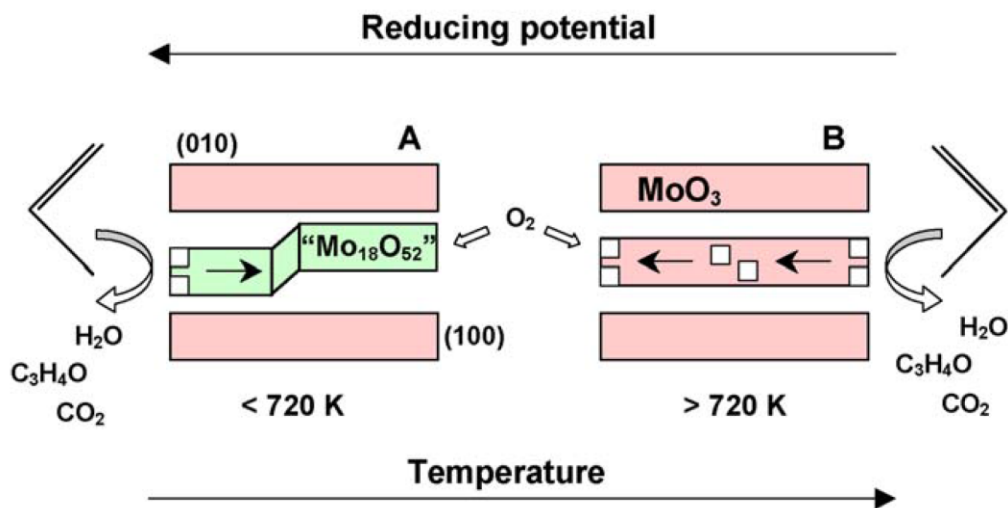 Reducing potential
(010)
A
B
MoO₃
O₂
“Mo₁₈O₅₂”
H₂O
C₃H₄O
CO₂
(100)
H₂O
C₃H₄O
CO₂
< 720 K
> 720 K
Temperature